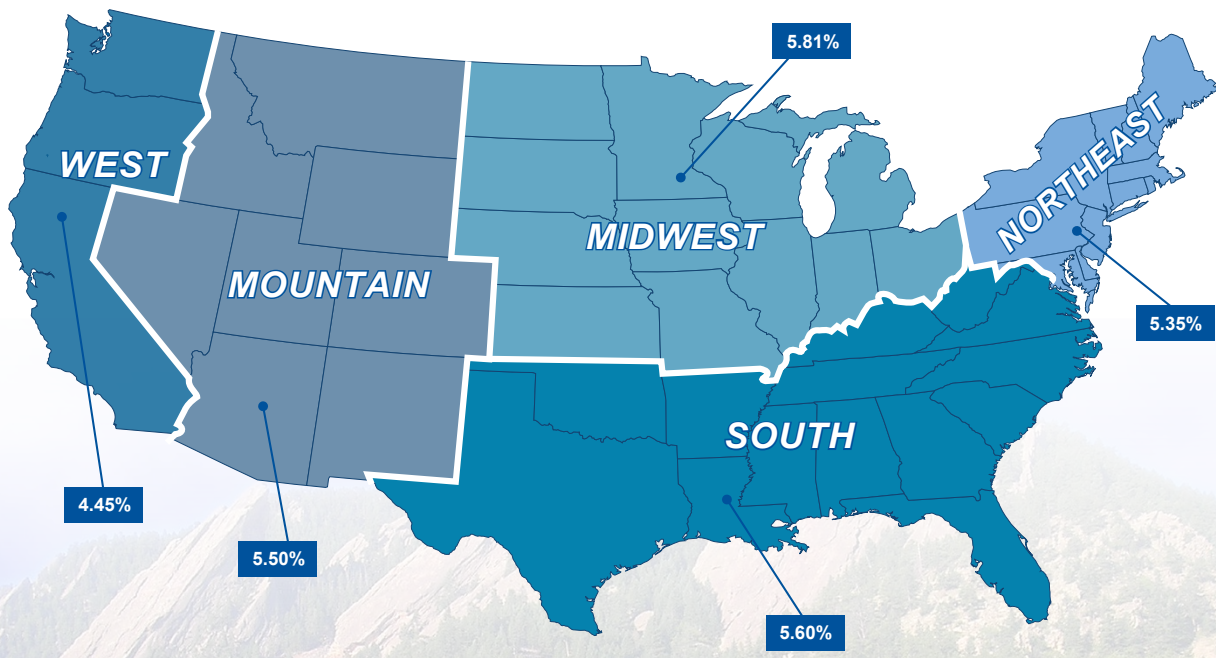 5.81%
WEST
NORTHEAST
MIDWEST
MOUNTAIN
5.35%
SOUTH
4.45%
5.50%
5.60%